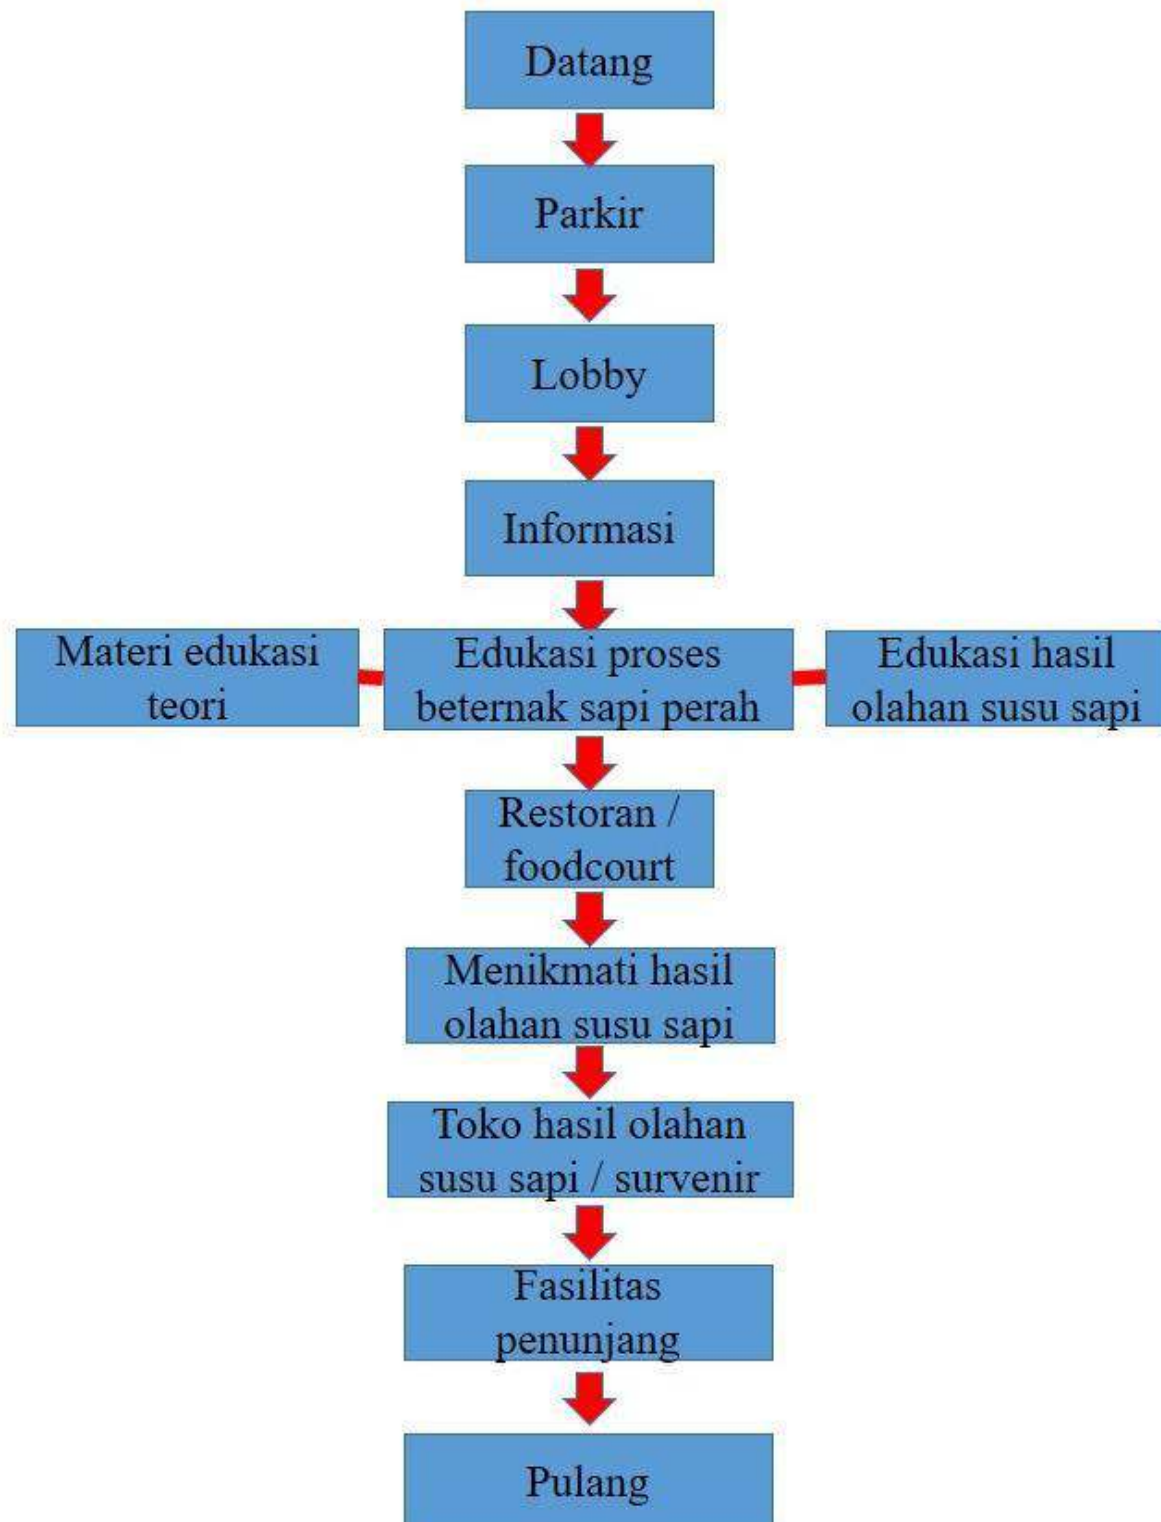 Datang
Parkir
Lobby
Informasi
Materi edukasi
teori
Edukasi proses
beternak sapi perah
Edukasi hasil
olahan susu sapi
Restoran /
foodcourt
Menikmati hasil
olahan susu sapi
Toko hasil olahan
susu sapi / survenir
Fasilitas
penunjang
Pulang